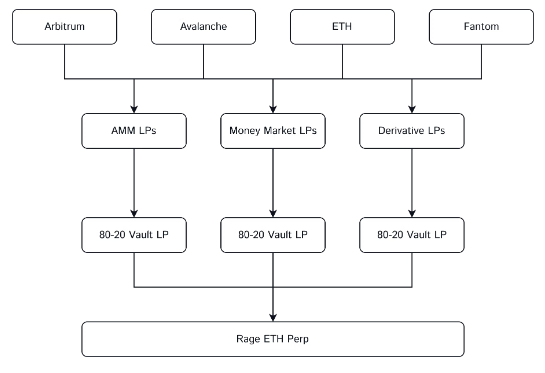 Arbitrum
Avalanche
ETH
Fantom
AMM LPs
Money Market LPs
Derivative LPs
80-20 Vault LP
80-20 Vault LP
80-20 Vault LP
Rage ETH Perp